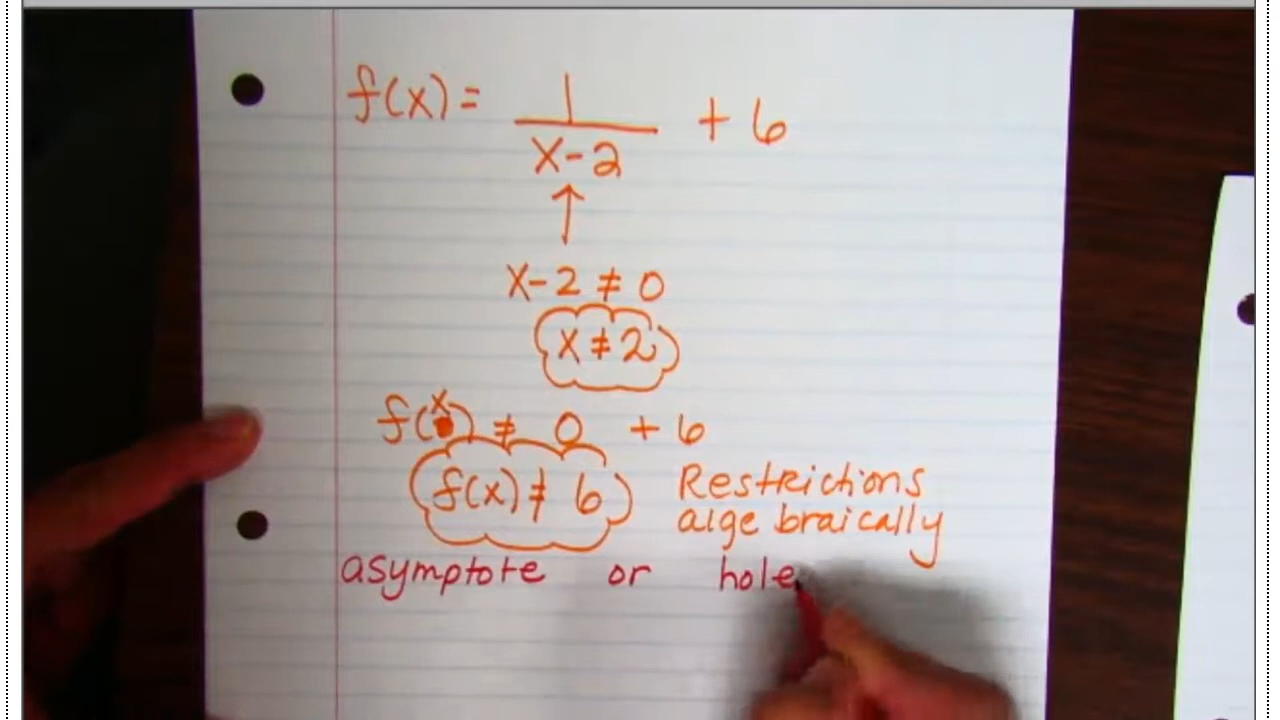 f(x) = 1/(x-2) + 6
↑
x-2 ≠ 0
x ≠ 2
f(x) ≠ 0 + 6
f(x) ≠ 6
Restrictions
algebraically
asymptote or hole